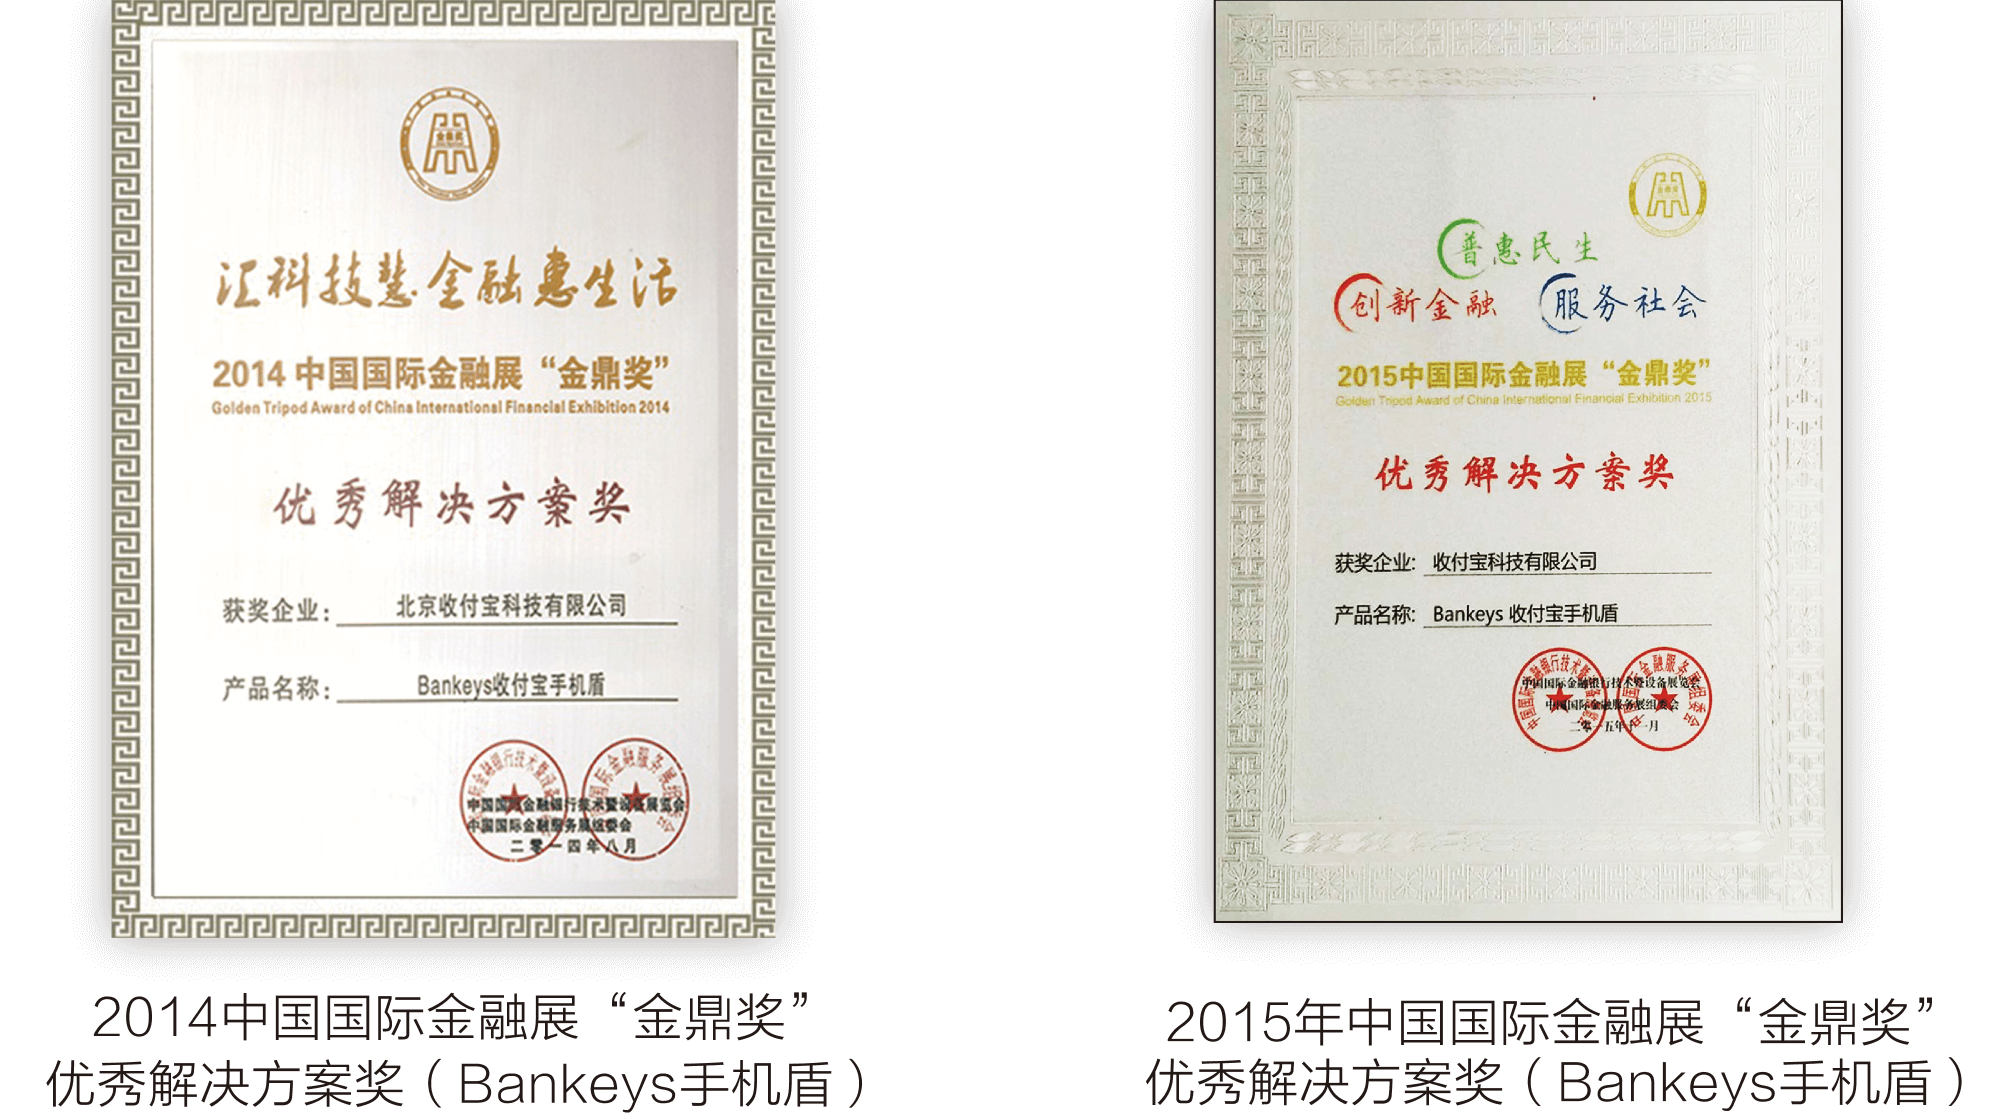 金鼎奖
汇科技慧金融惠生活
2014 中国国际金融展 “金鼎奖”
Golden Tripod Award of China International Financial Exhibition 2014
优秀解决方案奖
获奖企业: 北京收付宝科技有限公司
产品名称: Bankeys收付宝手机盾
中国国际金融银行技术暨设备展览会
中国国际金融服务展组委会
二零一四年八月
2014中国国际金融展“金鼎奖”
优秀解决方案奖（Bankeys手机盾）
普惠民生
创新金融 服务社会
2015中国国际金融展 “金鼎奖”
Golden Tripod Award of China International Financial Exhibition 2015
优秀解决方案奖
获奖企业: 收付宝科技有限公司
产品名称: Bankeys 收付宝手机盾
中国国际金融银行技术暨设备展览会
中国国际金融服务展组委会
二零一五年十一月
2015年中国国际金融展“金鼎奖”
优秀解决方案奖（Bankeys手机盾）